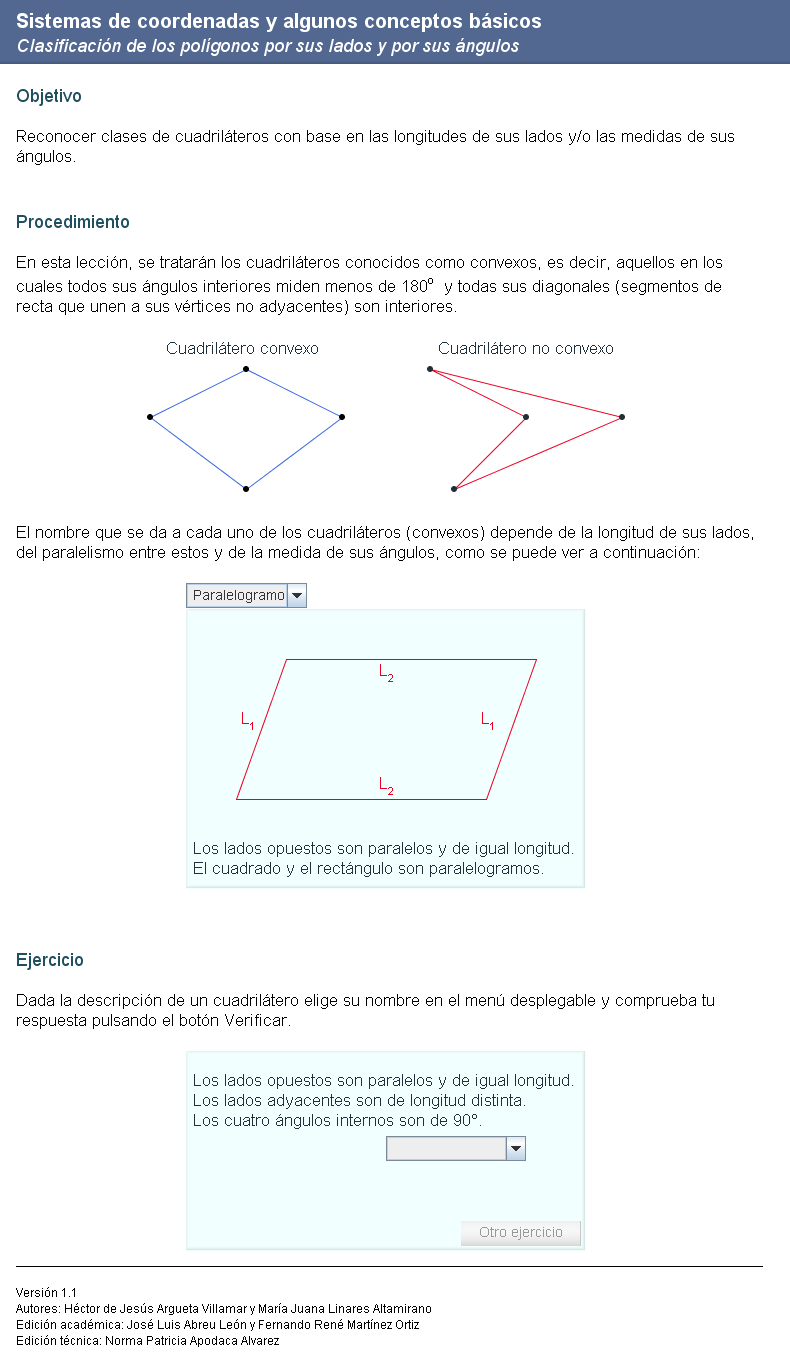 Sistemas de coordenadas y algunos conceptos básicos
Clasificación de los polígonos por sus lados y por sus ángulos
Objetivo
Reconocer clases de cuadriláteros con base en las longitudes de sus lados y/o las medidas de sus
ángulos.
Procedimiento
En esta lección, se tratarán los cuadriláteros conocidos como convexos, es decir, aquellos en los
cuales todos sus ángulos interiores miden menos de 180º y todas sus diagonales (segmentos de
recta que unen a sus vértices no adyacentes) son interiores.
Cuadrilátero convexo
Cuadrilátero no convexo
El nombre que se da a cada uno de los cuadriláteros (convexos) depende de la longitud de sus lados,
del paralelismo entre estos y de la medida de sus ángulos, como se puede ver a continuación:
Paralelogramo
L2
L1
L1
L2
Los lados opuestos son paralelos y de igual longitud.
El cuadrado y el rectángulo son paralelogramos.
Ejercicio
Dada la descripción de un cuadrilátero elige su nombre en el menú desplegable y comprueba tu
respuesta pulsando el botón Verificar.
Los lados opuestos son paralelos y de igual longitud.
Los lados adyacentes son de longitud distinta.
Los cuatro ángulos internos son de 90°.
Otro ejercicio
Versión 1.1
Autores: Héctor de Jesús Argueta Villamar y María Juana Linares Altamirano
Edición académica: José Luis Abreu León y Fernando René Martínez Ortiz
Edición técnica: Norma Patricia Apodaca Alvarez